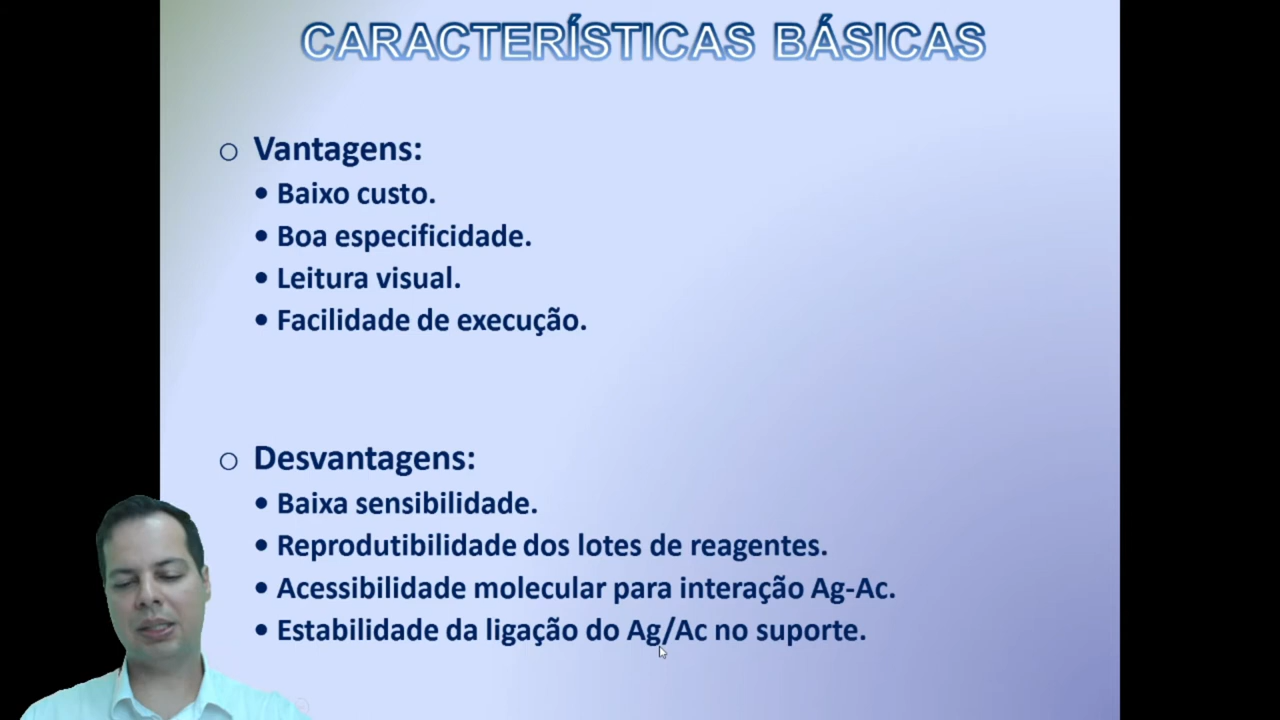 CARACTERÍSTICAS BÁSICAS
o Vantagens:
• Baixo custo.
• Boa especificidade.
• Leitura visual.
• Facilidade de execução.
o Desvantagens:
• Baixa sensibilidade.
• Reprodutibilidade dos lotes de reagentes.
• Acessibilidade molecular para interação Ag-Ac.
• Estabilidade da ligação do Ag/Ac no suporte.